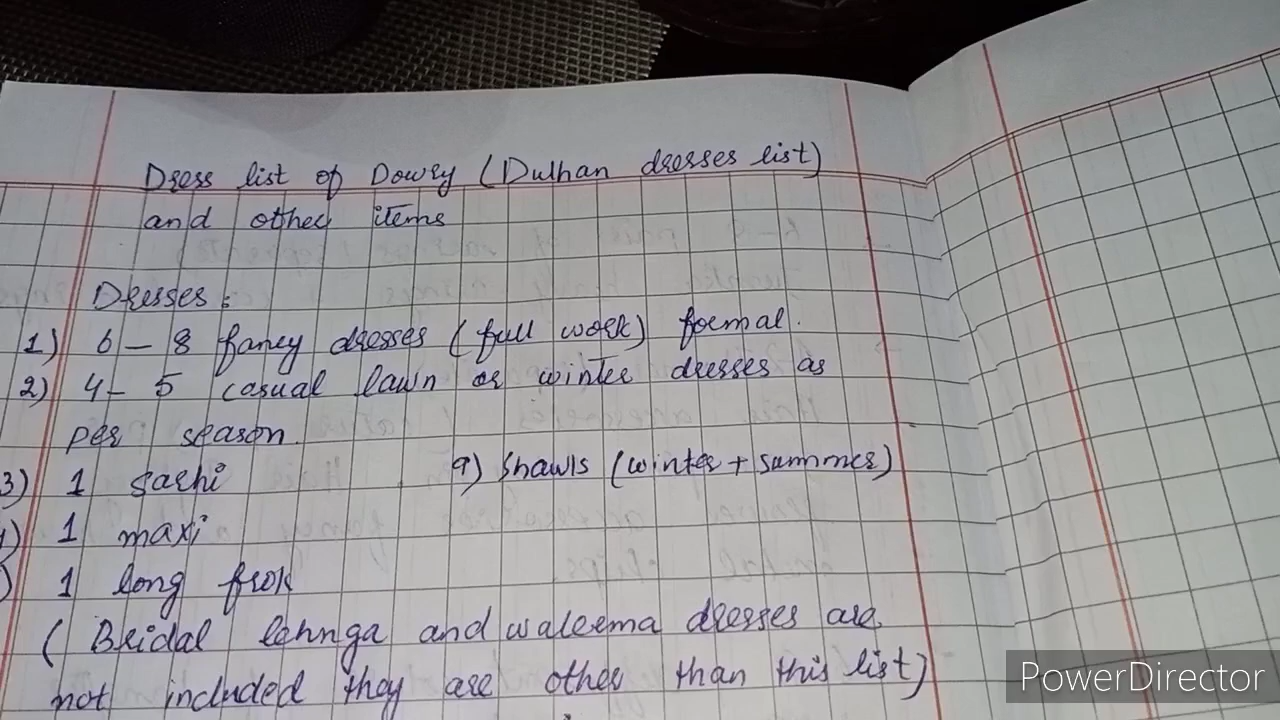 Dress list of Dowry (Dulhan dresses list)
and other items
Dresses:
1) 6 – 8 fancy dresses (full work) formal.
2) 4 – 5 casual lawn or winter dresses as
per season.
3) 1 sarhi
9) Shawls (winter + summer)
1 maxi
1 long frok
( Bridal lehnga and waleema dresses are
not included they are other than this list)
PowerDirector